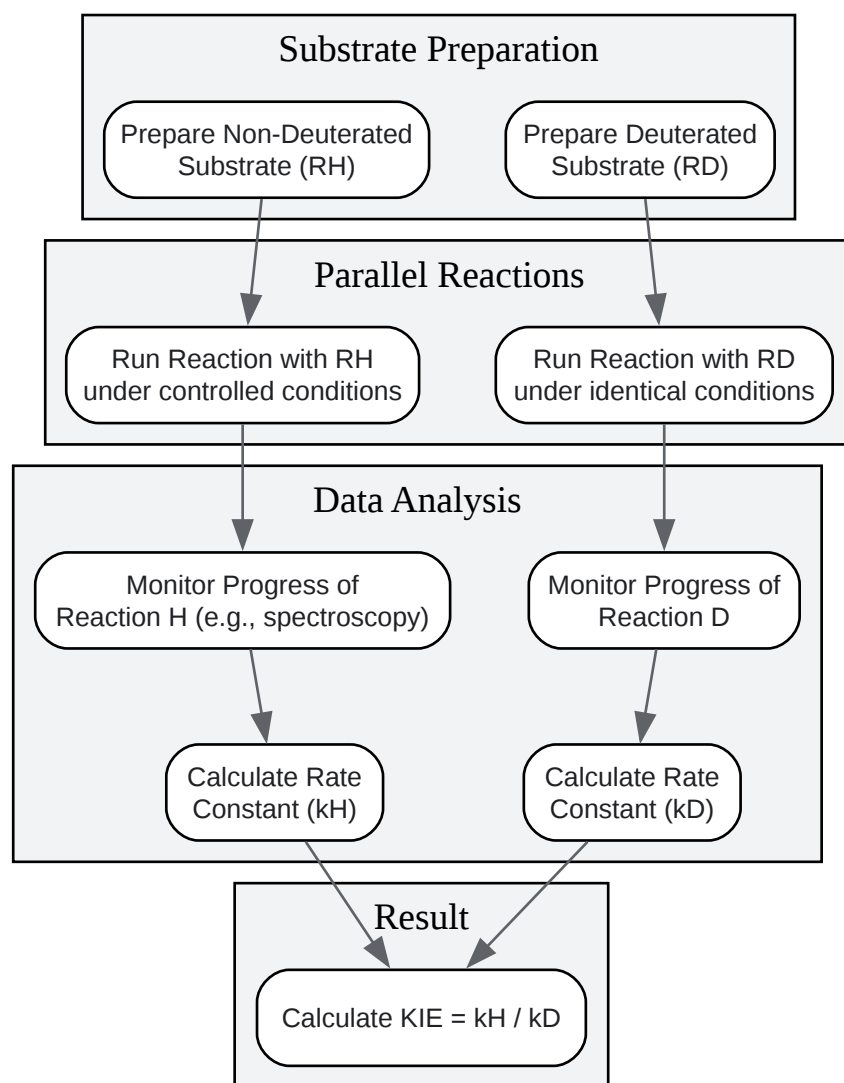 Substrate Preparation
Prepare Non-Deuterated
Substrate (RH)
Prepare Deuterated
Substrate (RD)
Parallel Reactions
Run Reaction with RH
under controlled conditions
Run Reaction with RD
under identical conditions
Data Analysis
Monitor Progress of
Reaction H (e.g., spectroscopy)
Monitor Progress of
Reaction D
Calculate Rate
Constant (kH)
Calculate Rate
Constant (kD)
Result
Calculate KIE = kH / kD